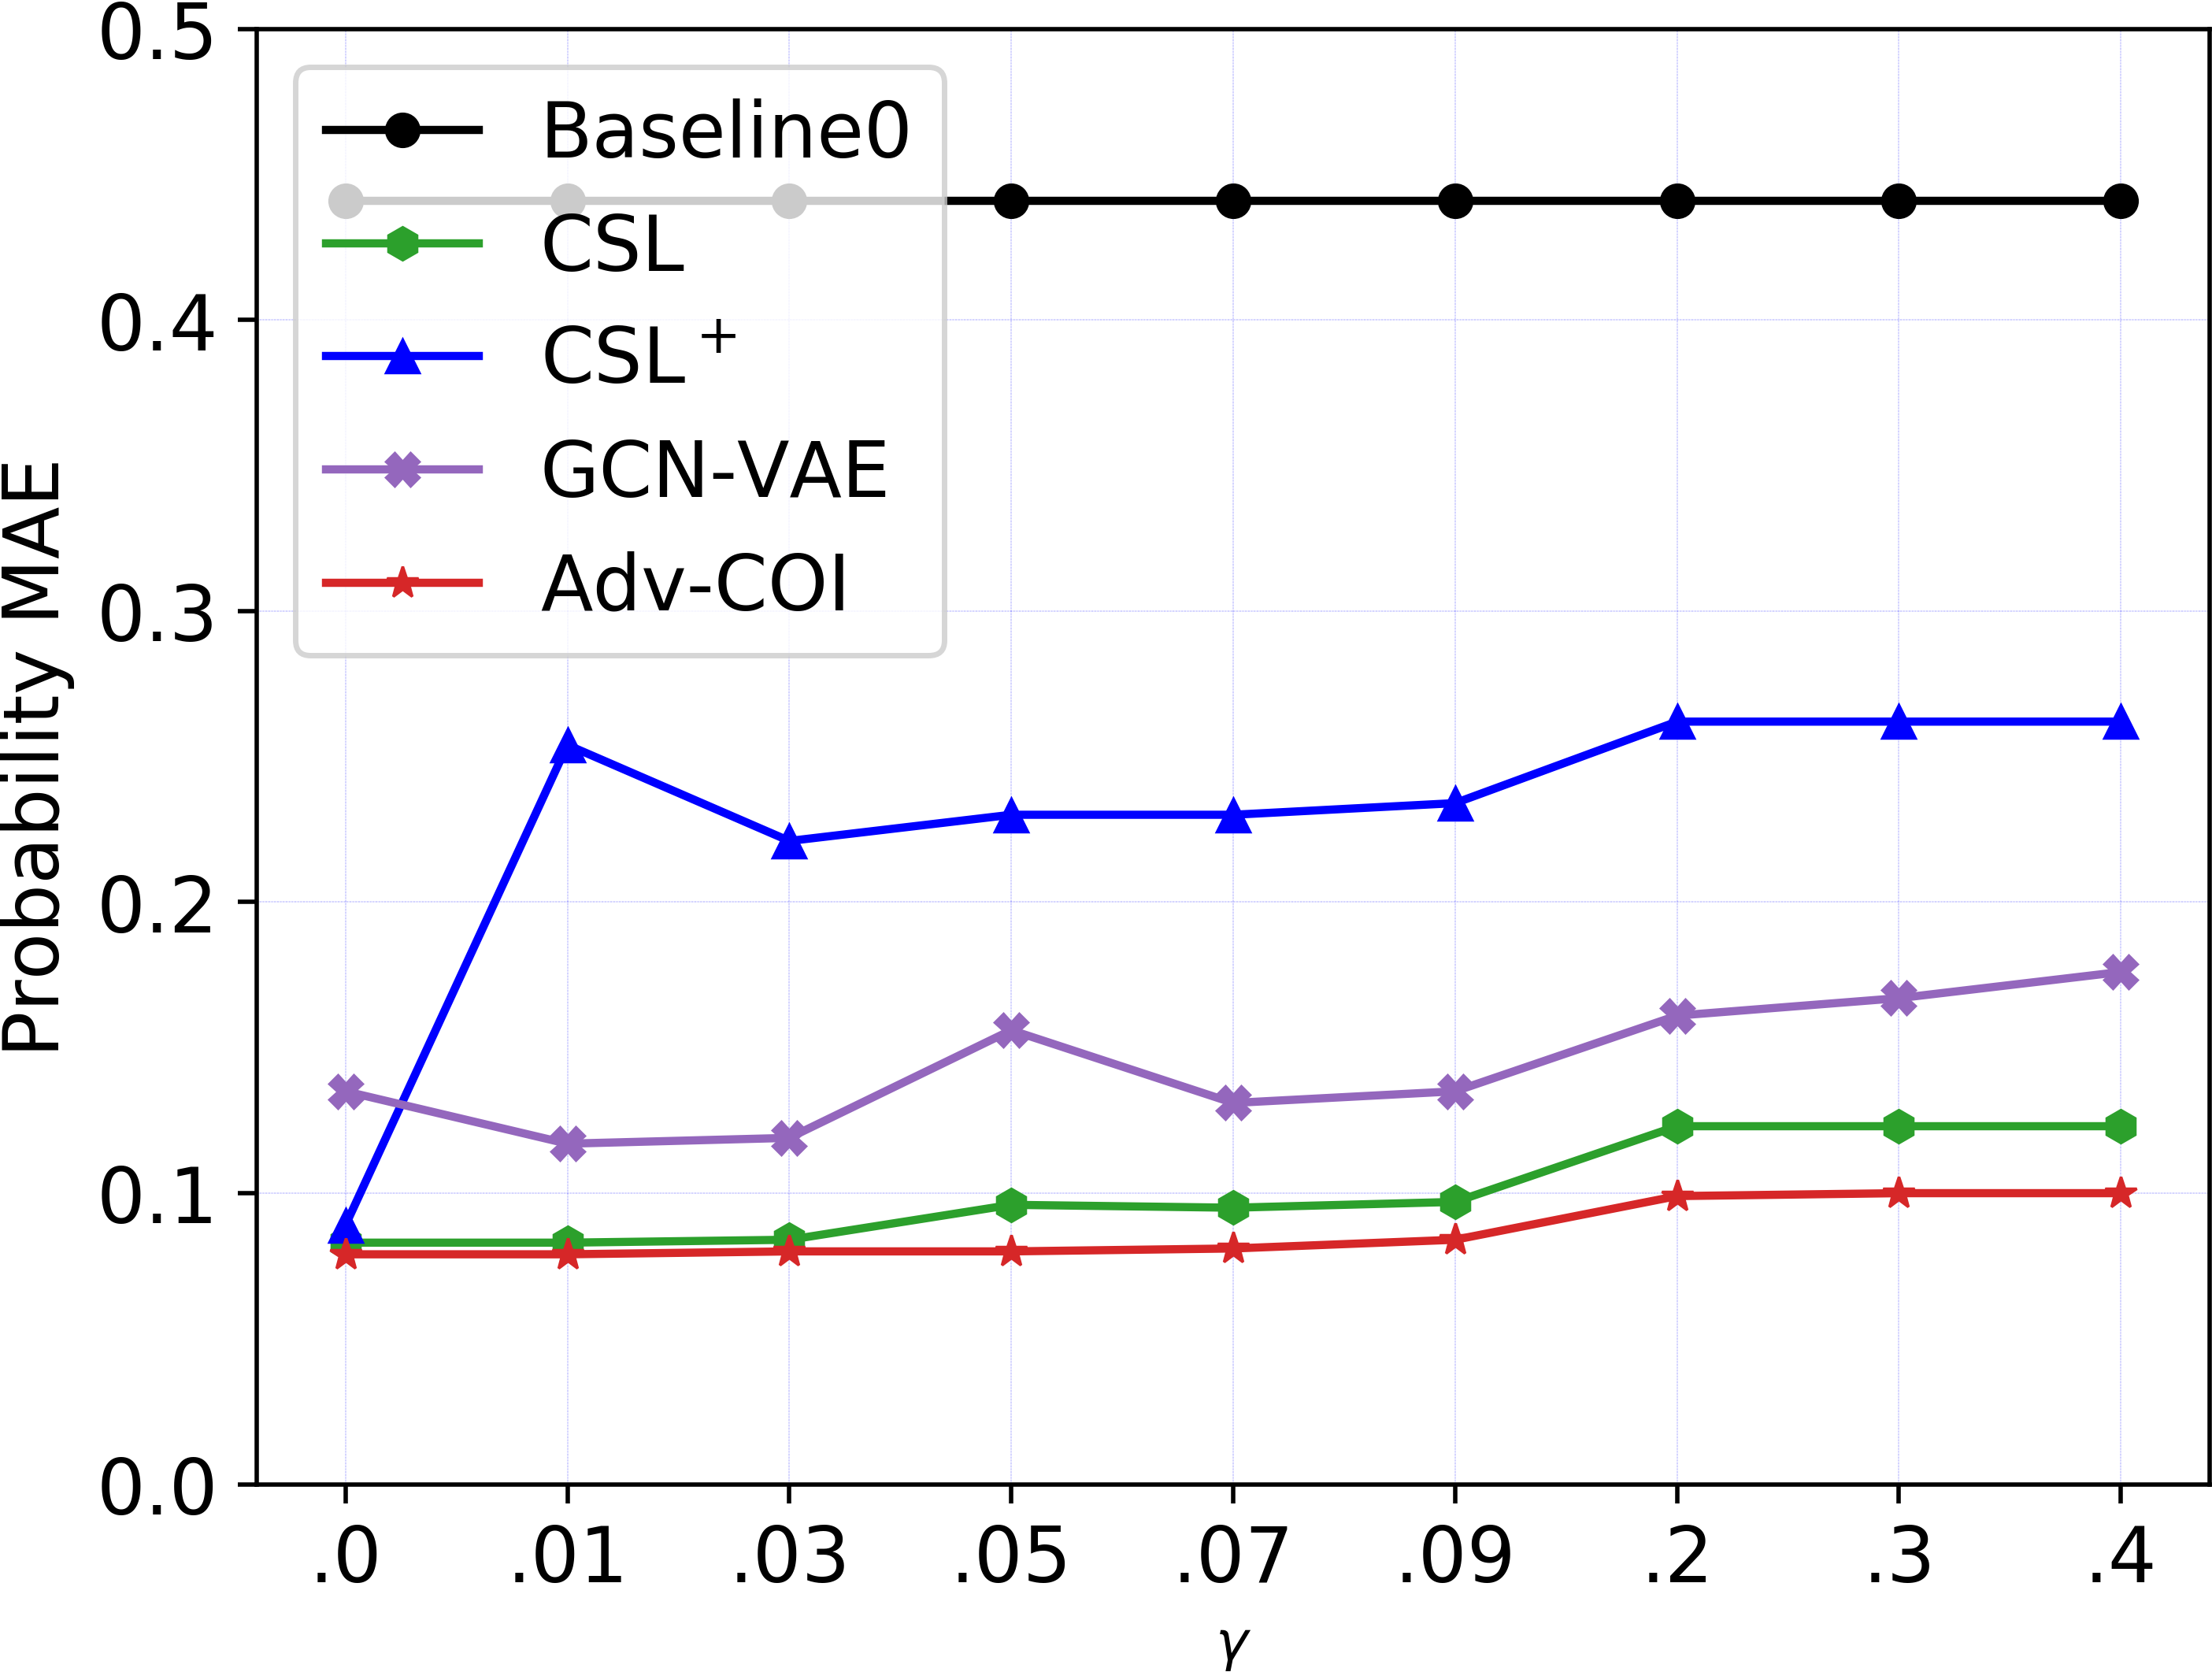 Probability MAE
0.5
0.4
0.3
0.2
0.1
0.0
Baseline0
CSL
CSL+
GCN-VAE
Adv-COI
.0 .01 .03 .05 .07 .09 .2 .3 .4
γ